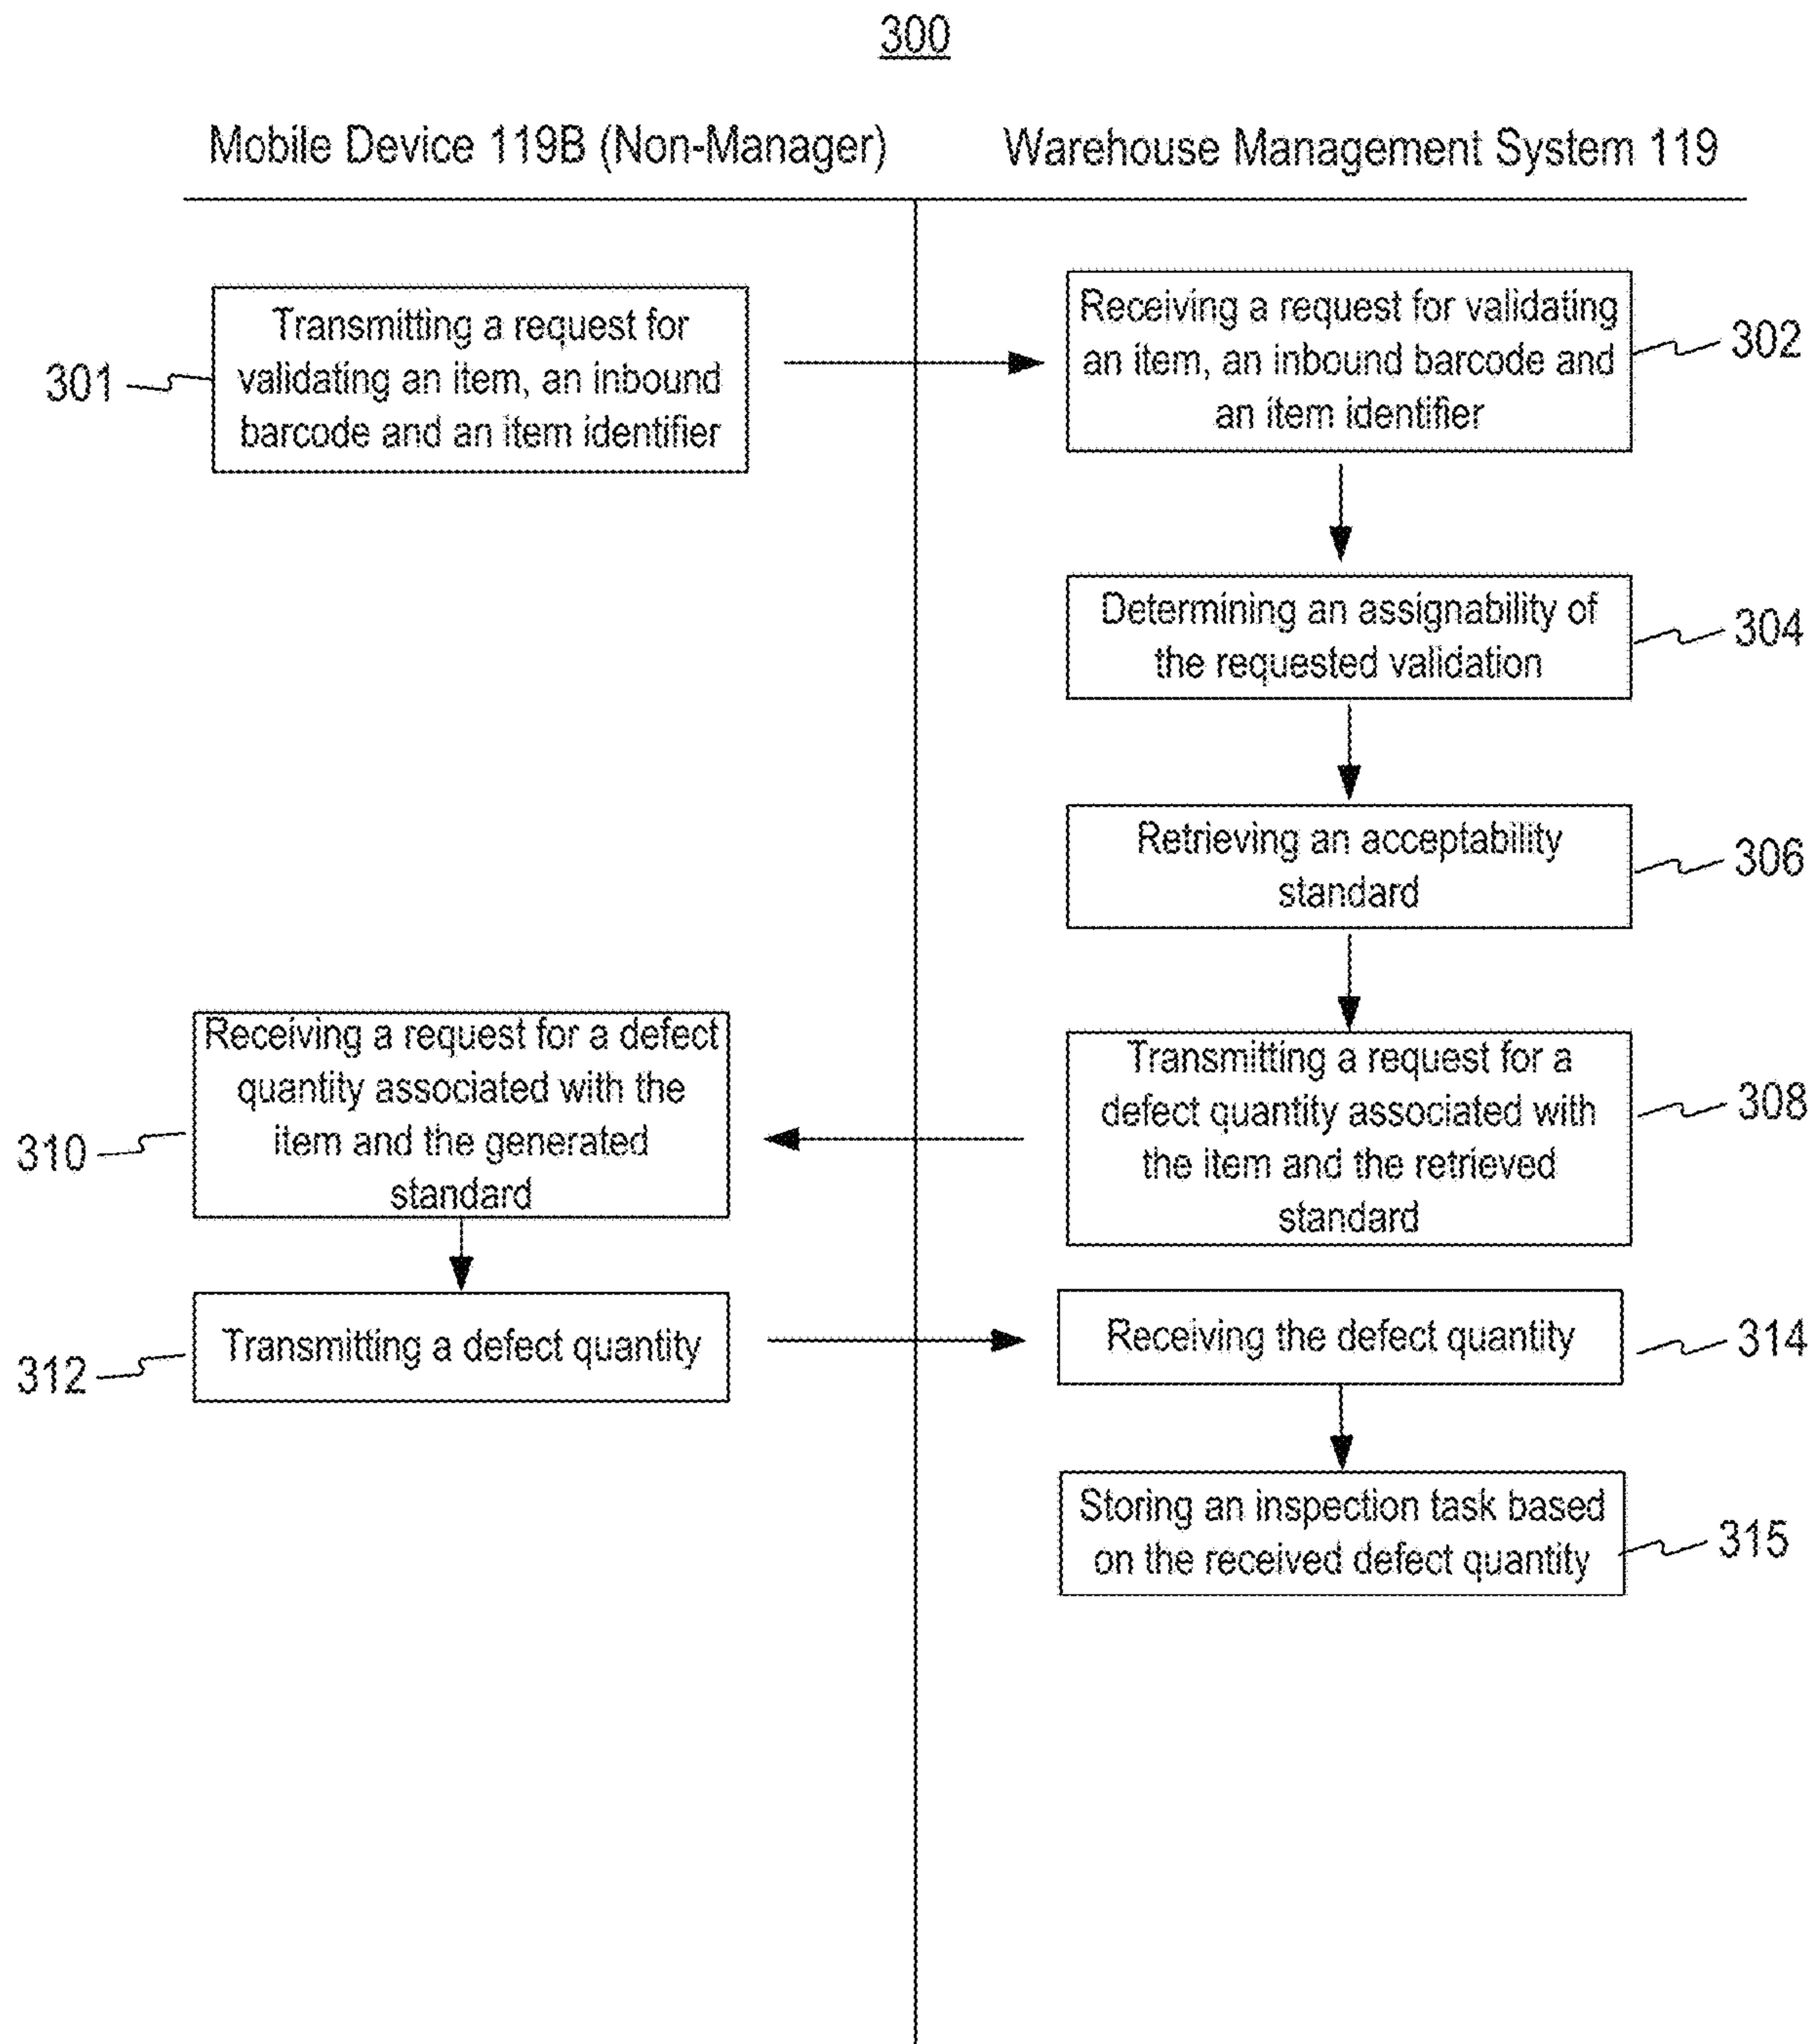 300
Mobile Device 119B (Non-Manager)
Warehouse Management System 119
301
Transmitting a request for
validating an item, an inbound
barcode and an item identifier
Receiving a request for validating
an item, an inbound barcode and
an item identifier
302
Determining an assignability of
the requested validation
304
Retrieving an acceptability
standard
306
Transmitting a request for a
defect quantity associated with
the item and the retrieved
standard
308
310
Receiving a request for a defect
quantity associated with the
item and the generated
standard
312
Transmitting a defect quantity
Receiving the defect quantity
314
Storing an inspection task based
on the received defect quantity
315